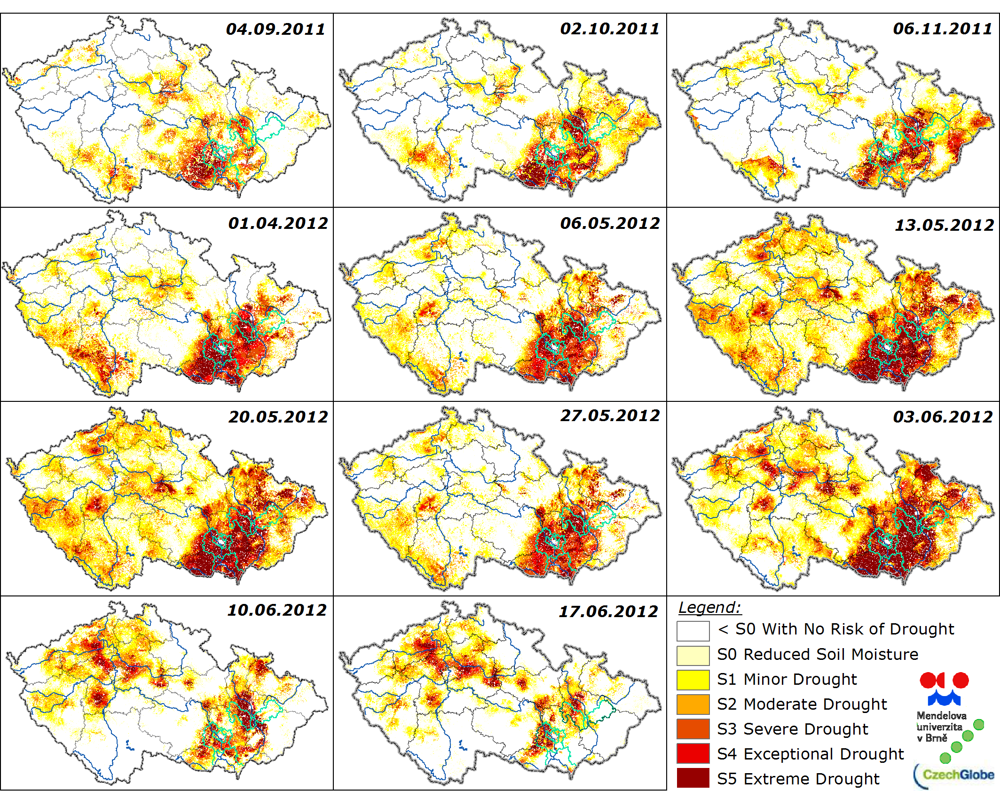 04.09.2011
02.10.2011
06.11.2011
01.04.2012
06.05.2012
13.05.2012
20.05.2012
27.05.2012
03.06.2012
10.06.2012
17.06.2012
Legend:
< S0 With No Risk of Drought
S0 Reduced Soil Moisture
S1 Minor Drought
S2 Moderate Drought
S3 Severe Drought
S4 Exceptional Drought
S5 Extreme Drought
Mendelova
univerzita
v Brně
CzechGlobe